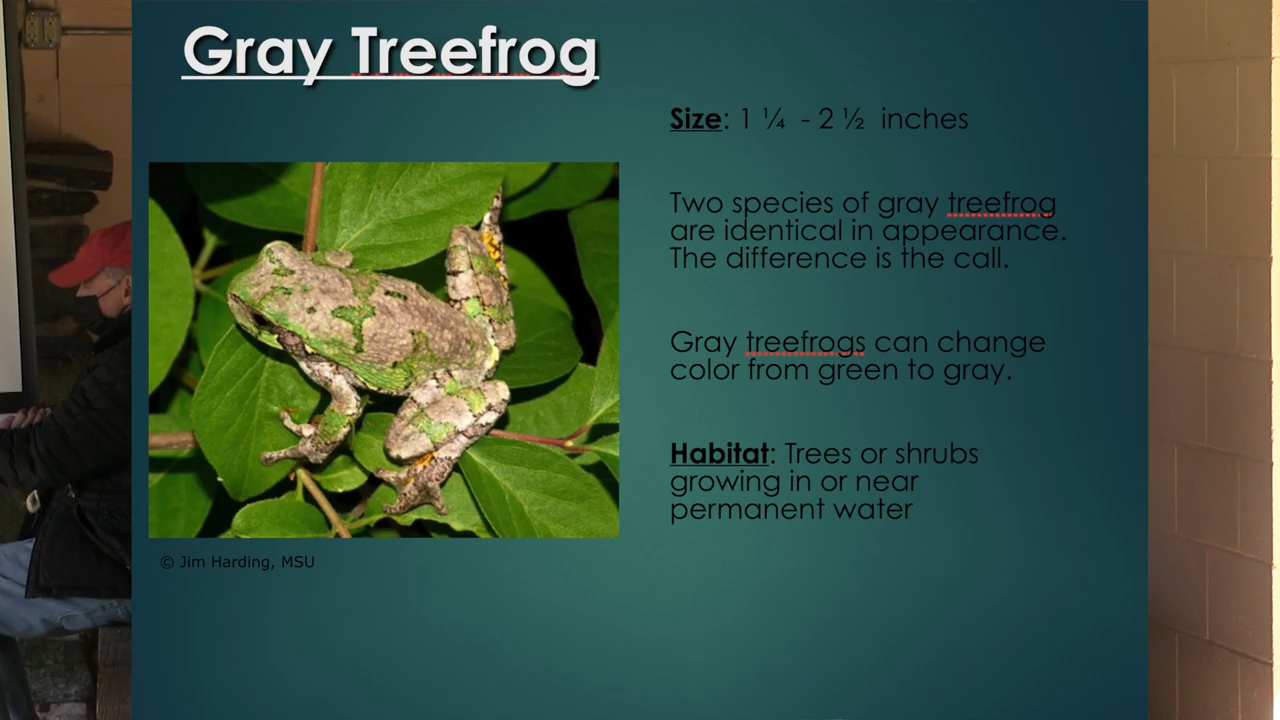 Gray Treefrog
Size: 1 ¼ - 2 ½ inches
Two species of gray treefrog
are identical in appearance.
The difference is the call.
Gray treefrogs can change
color from green to gray.
Habitat: Trees or shrubs
growing in or near
permanent water
© Jim Harding, MSU